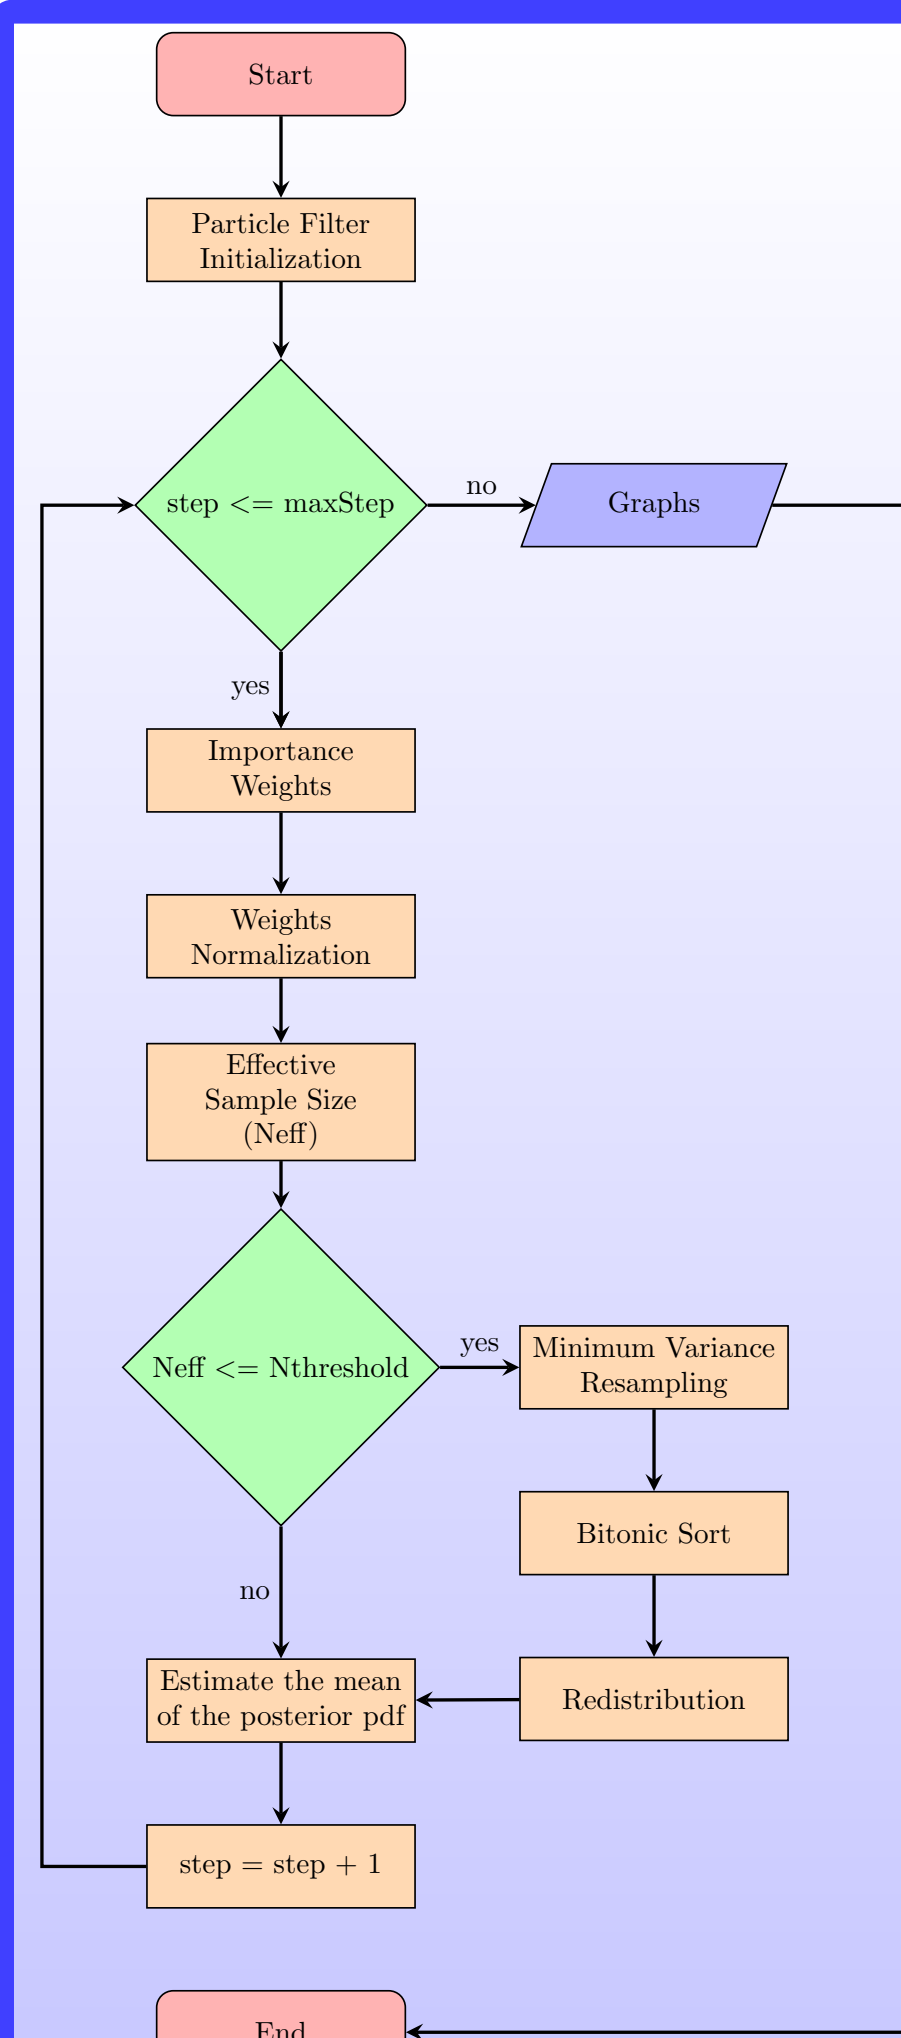 Start
Particle Filter
Initialization
step <= maxStep
no
Graphs
yes
Importance
Weights
Weights
Normalization
Effective
Sample Size
(Neff)
Neff <= Nthreshold
yes
Minimum Variance
Resampling
Bitonic Sort
no
Estimate the mean
of the posterior pdf
Redistribution
step = step + 1
End